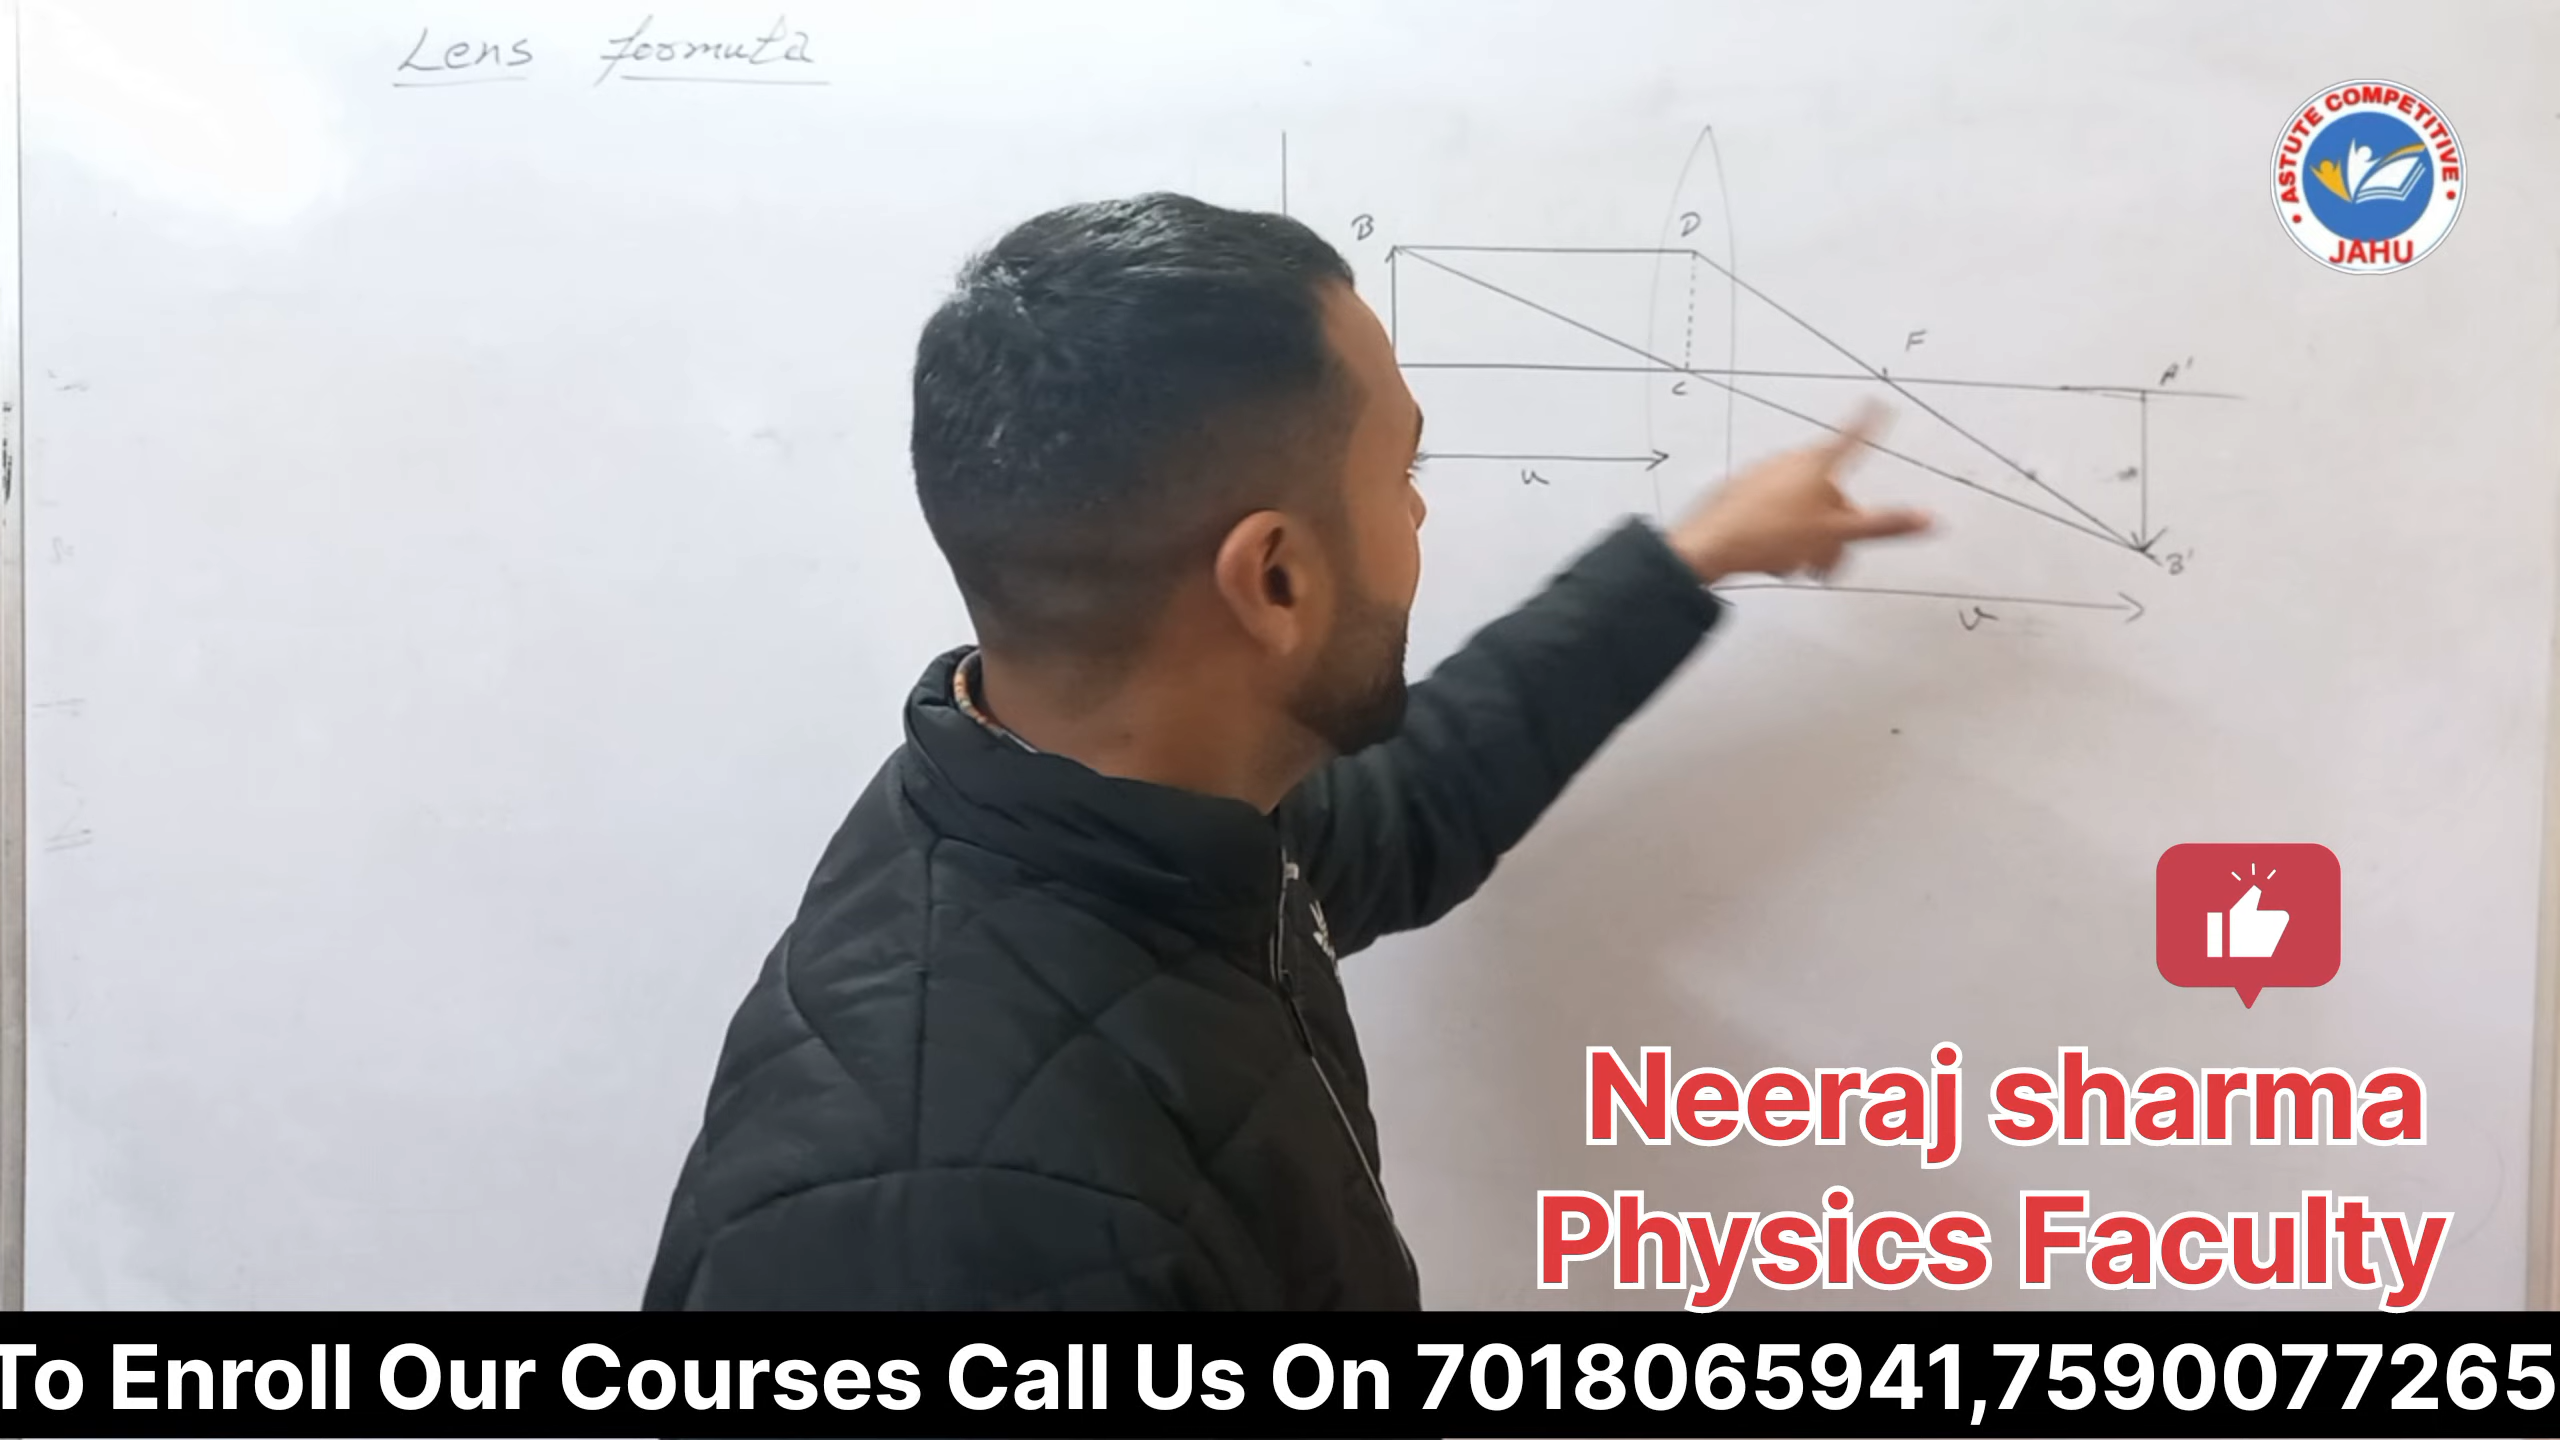 Lens formula
ASTUTE COMPETITIVE
JAHU
B
D
F
A'
C
u
B'
v
Neeraj sharma
Physics Faculty
To Enroll Our Courses Call Us On 7018065941,7590077265